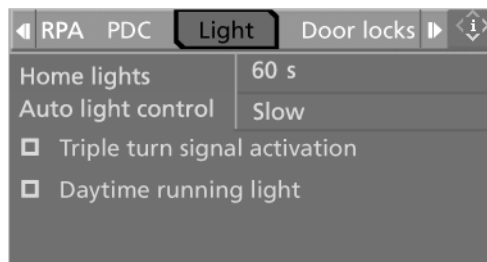 RPA PDC Light Door locks i
Home lights 60 s
Auto light control Slow
Triple turn signal activation
Daytime running light